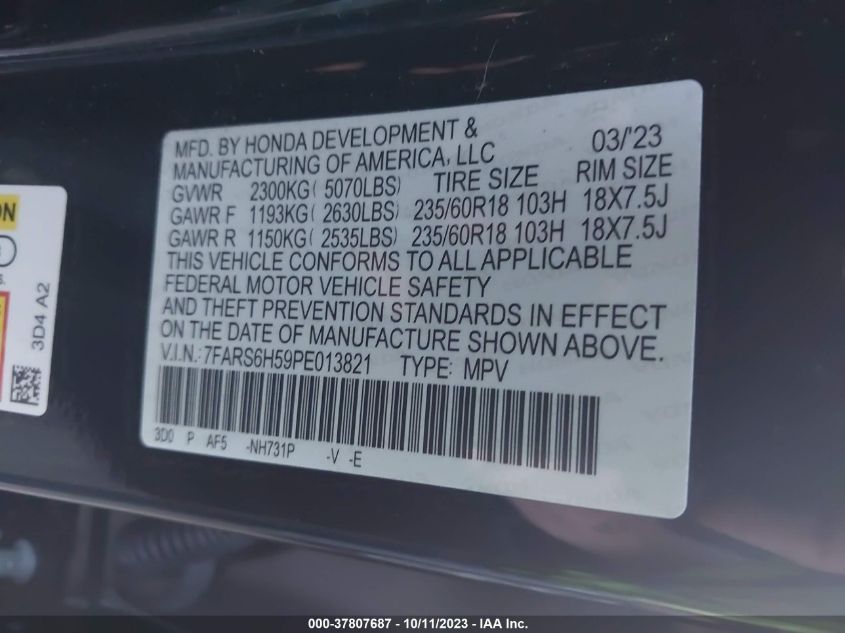 MFD. BY HONDA DEVELOPMENT &
MANUFACTURING OF AMERICA, LLC 03/'23
GVWR 2300KG( 5070LBS) TIRE SIZE RIM SIZE
GAWR F 1193KG( 2630LBS) 235/60R18 103H 18X7.5J
GAWR R 1150KG( 2535LBS) 235/60R18 103H 18X7.5J
THIS VEHICLE CONFORMS TO ALL APPLICABLE
FEDERAL MOTOR VEHICLE SAFETY
AND THEFT PREVENTION STANDARDS IN EFFECT
ON THE DATE OF MANUFACTURE SHOWN ABOVE.
V.I.N.:7FARS6H59PE013821 TYPE: MPV
3D0 P AF5 -NH731P -V -E
3D4 A2
000-37807687 - 10/11/2023 - IAA Inc.